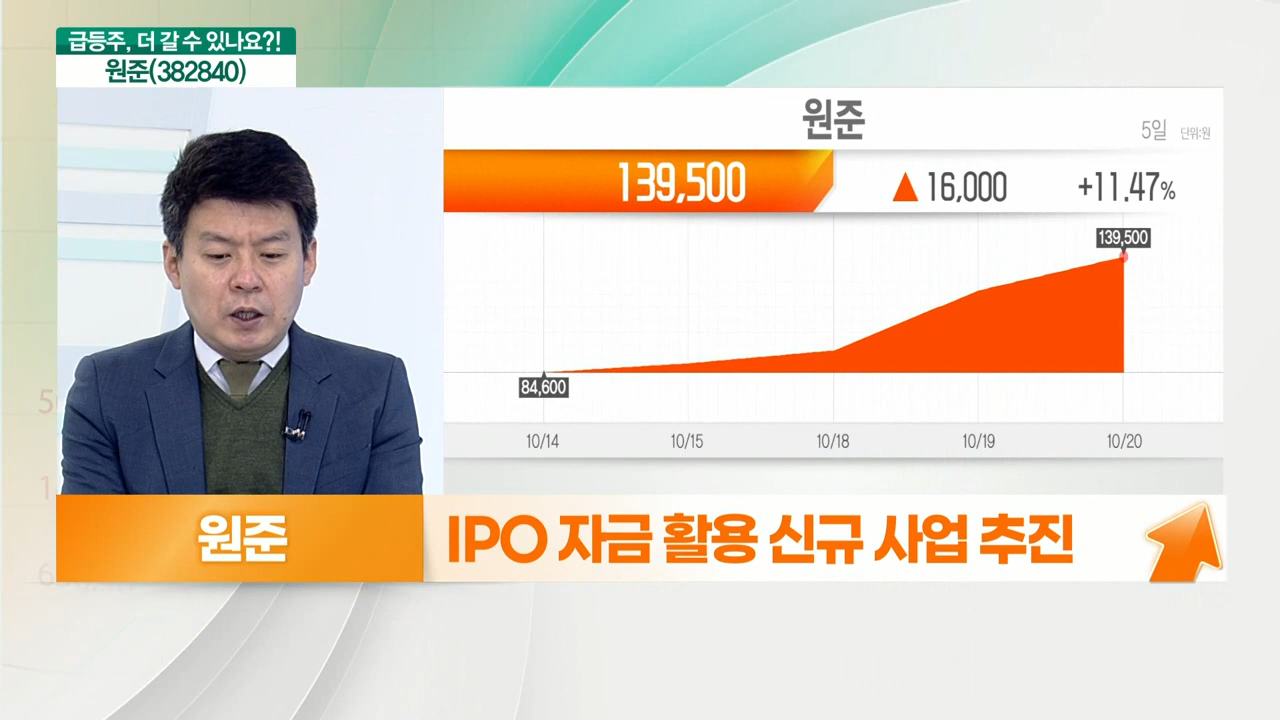 급등주, 더 갈 수 있나요?!
원준(382840)
원준
5일 단위:원
139,500 ▲ 16,000 +11.47%
139,500
84,600
10/14 10/15 10/18 10/19 10/20
원준 IPO 자금 활용 신규 사업 추진